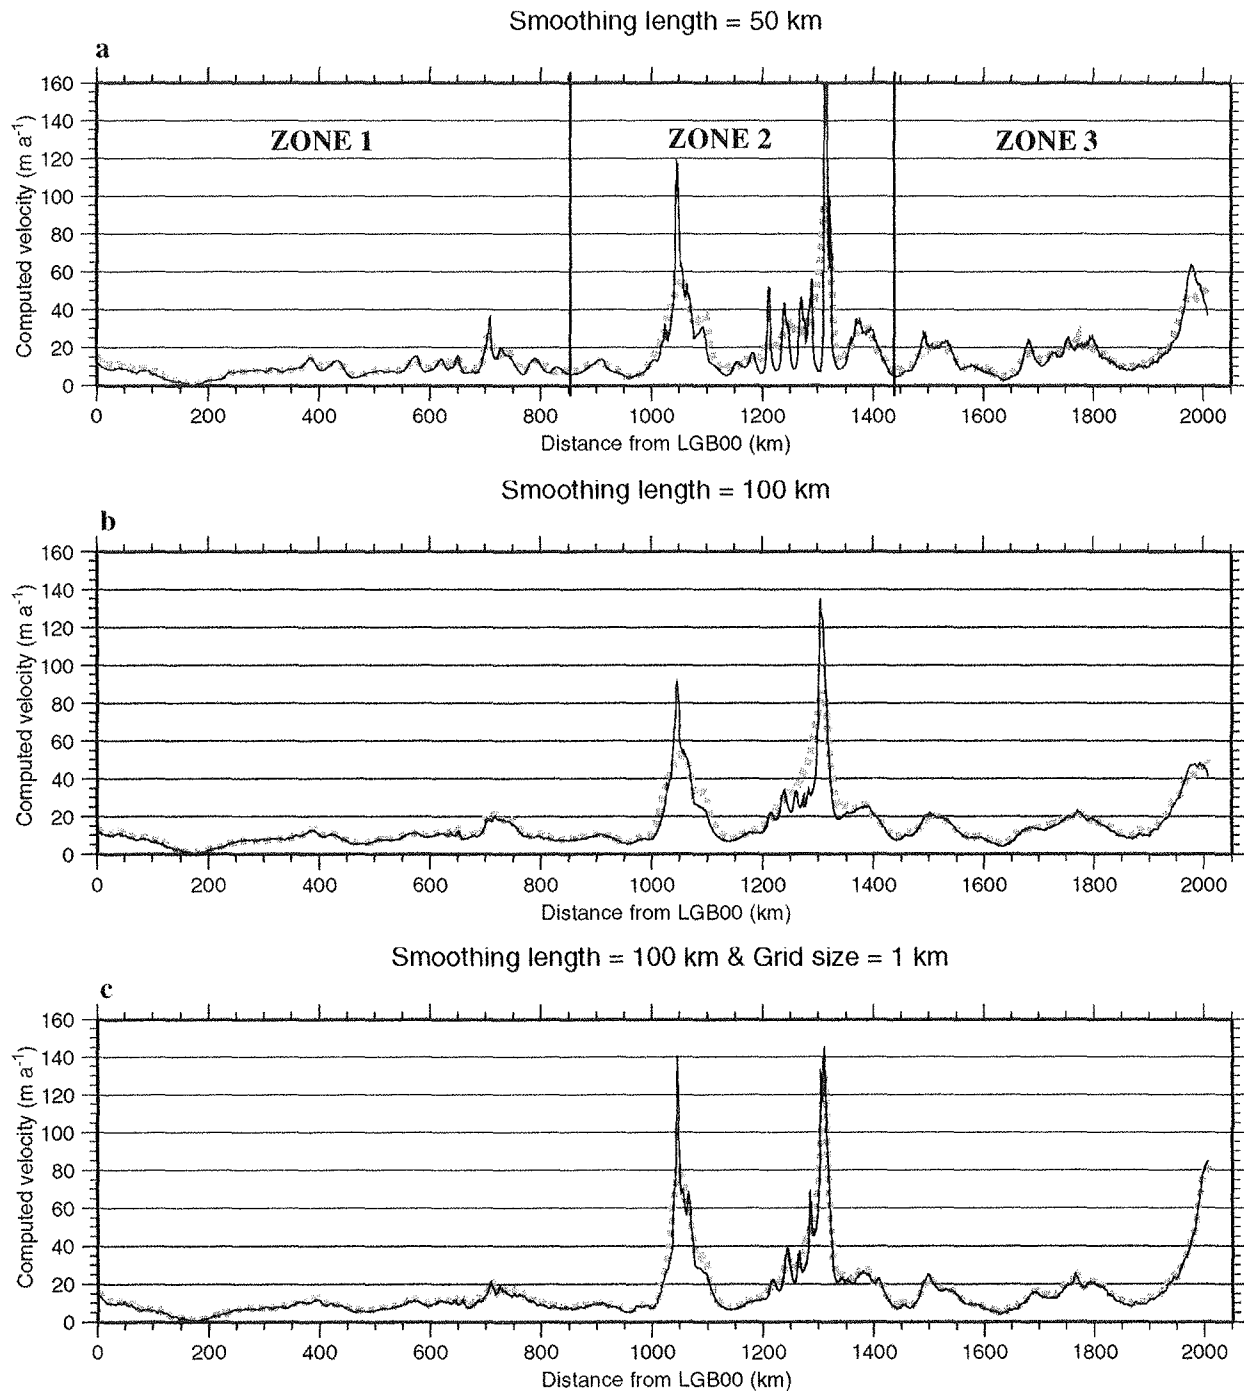 Smoothing length = 50 km
a
160
140
120
100
80
60
40
20
0
Computed velocity (m a⁻¹)
ZONE 1
ZONE 2
ZONE 3
0 200 400 600 800 1000 1200 1400 1600 1800 2000
Distance from LGB00 (km)
Smoothing length = 100 km
b
160
140
120
100
80
60
40
20
0
Computed velocity (m a⁻¹)
0 200 400 600 800 1000 1200 1400 1600 1800 2000
Distance from LGB00 (km)
Smoothing length = 100 km & Grid size = 1 km
c
160
140
120
100
80
60
40
20
0
Computed velocity (m a⁻¹)
0 200 400 600 800 1000 1200 1400 1600 1800 2000
Distance from LGB00 (km)